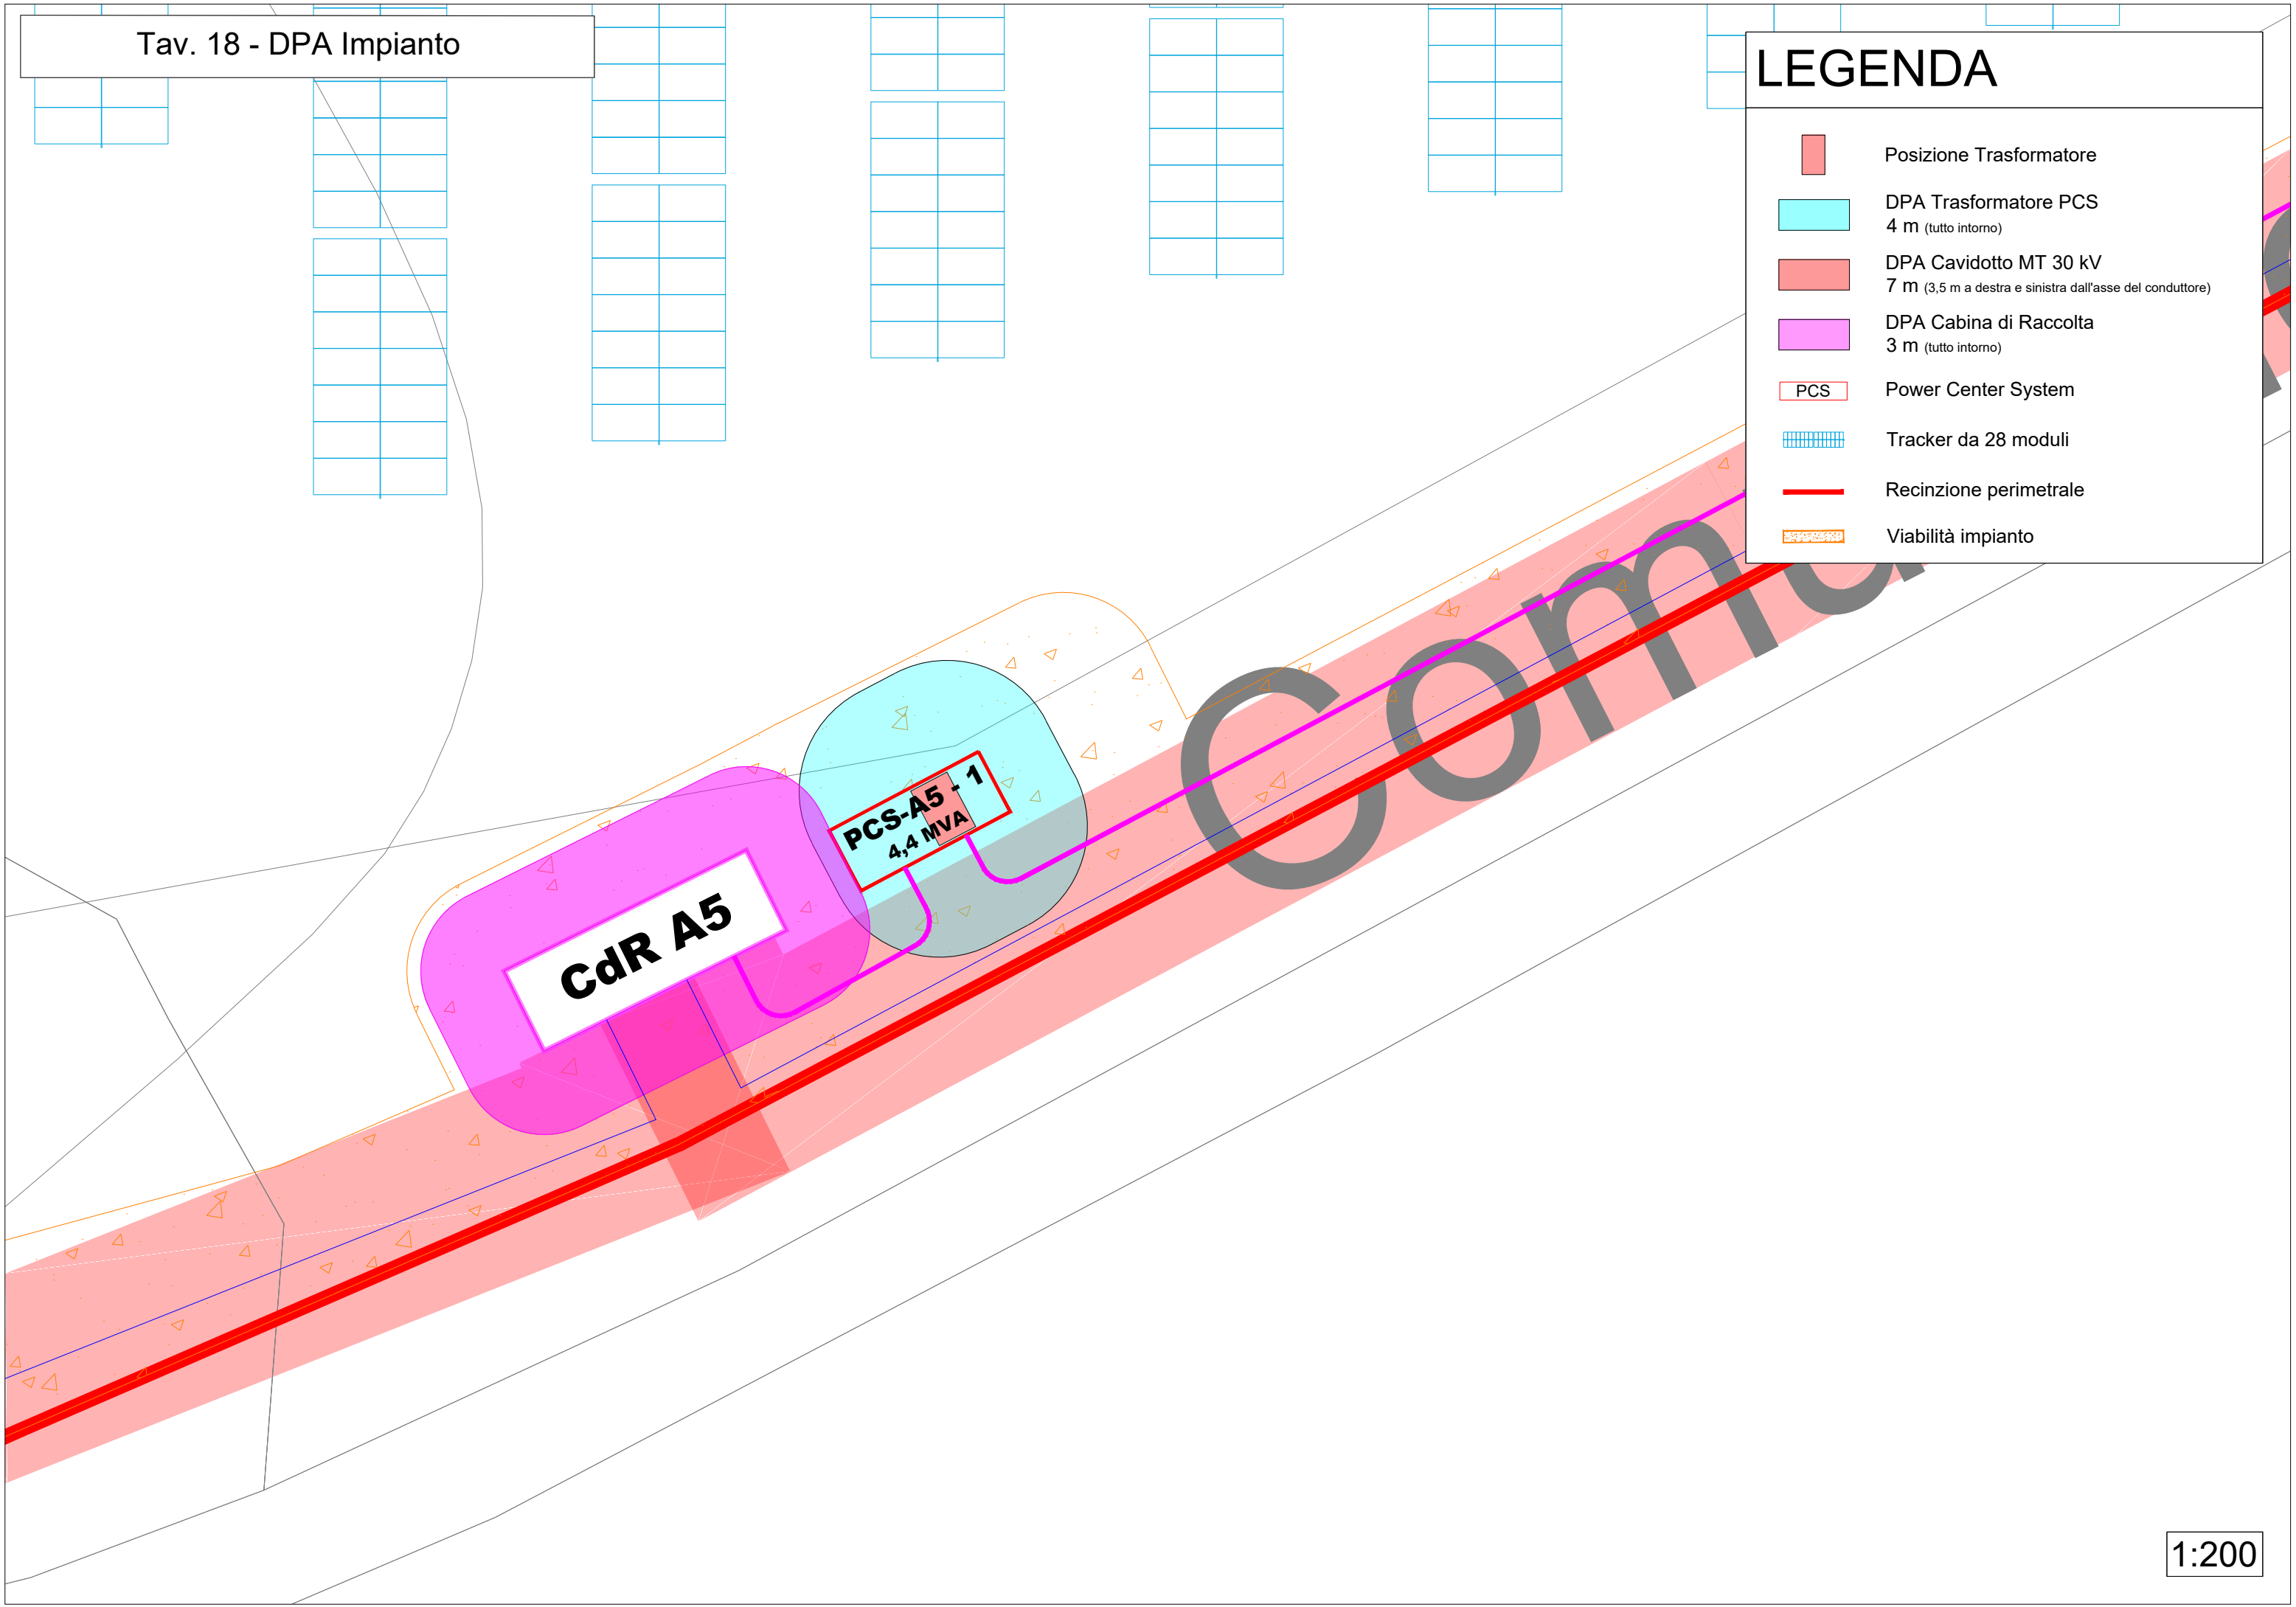 Tav. 18 - DPA Impianto
LEGENDA
Posizione Trasformatore
DPA Trasformatore PCS
4 m (tutto intorno)
DPA Cavidotto MT 30 kV
7 m (3,5 m a destra e sinistra dall'asse del conduttore)
DPA Cabina di Raccolta
3 m (tutto intorno)
PCS Power Center System
Tracker da 28 moduli
Recinzione perimetrale
Viabilità impianto
PCS-A5 - 1
4,4 MVA
CdR A5
1:200